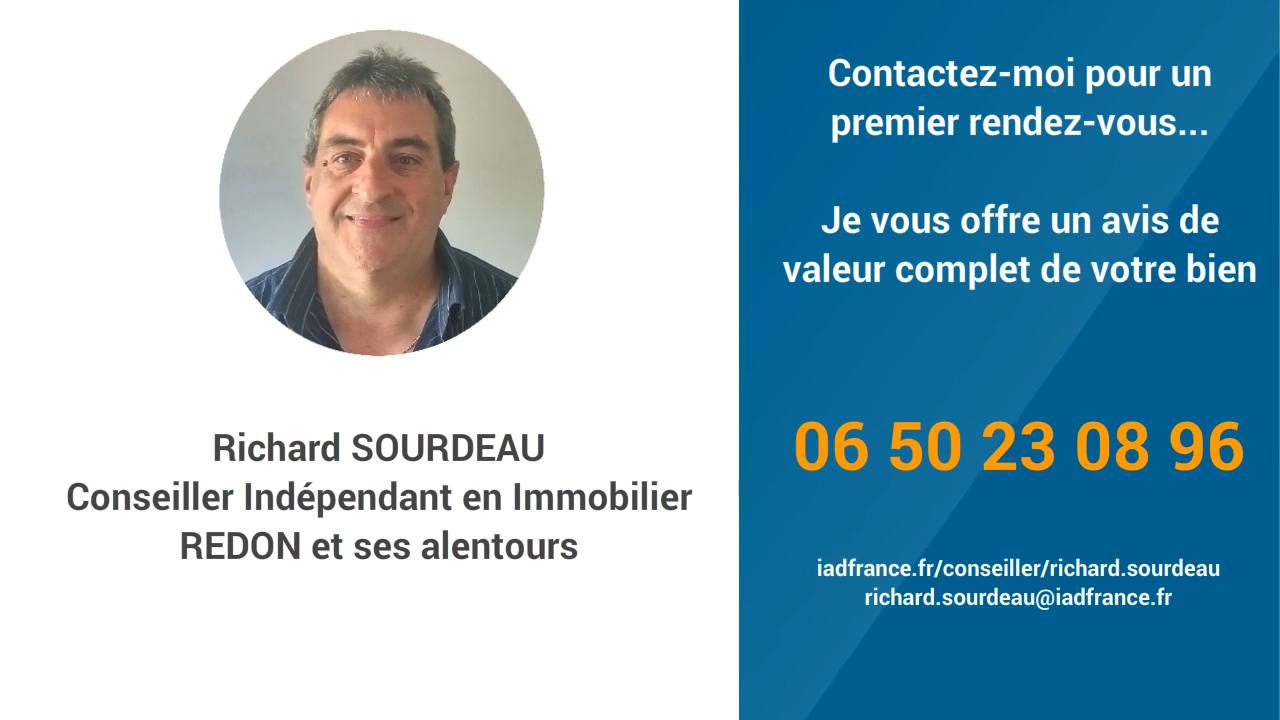 Richard SOURDEAU
Conseiller Indépendant en Immobilier
REDON et ses alentours
Contactez-moi pour un
premier rendez-vous...
Je vous offre un avis de
valeur complet de votre bien
06 50 23 08 96
iadfrance.fr/conseiller/richard.sourdeau
richard.sourdeau@iadfrance.fr